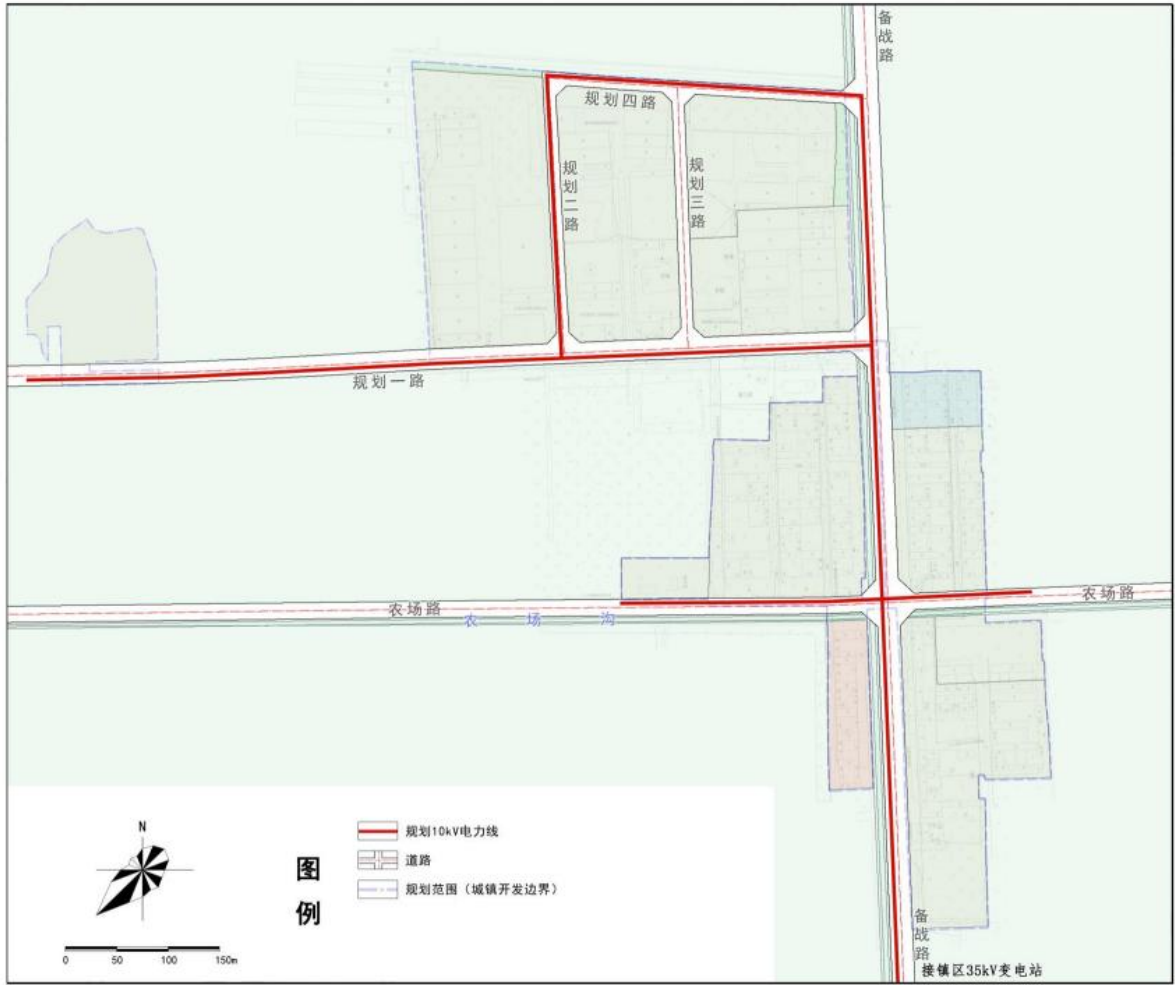 备战路
规划四路
规划二路
规划三路
规划一路
农场路
农场路
农场沟
N
图例
规划10kV电力线
道路
规划范围（城镇开发边界）
0 50 100 150m
备战路
接镇区35kV变电站